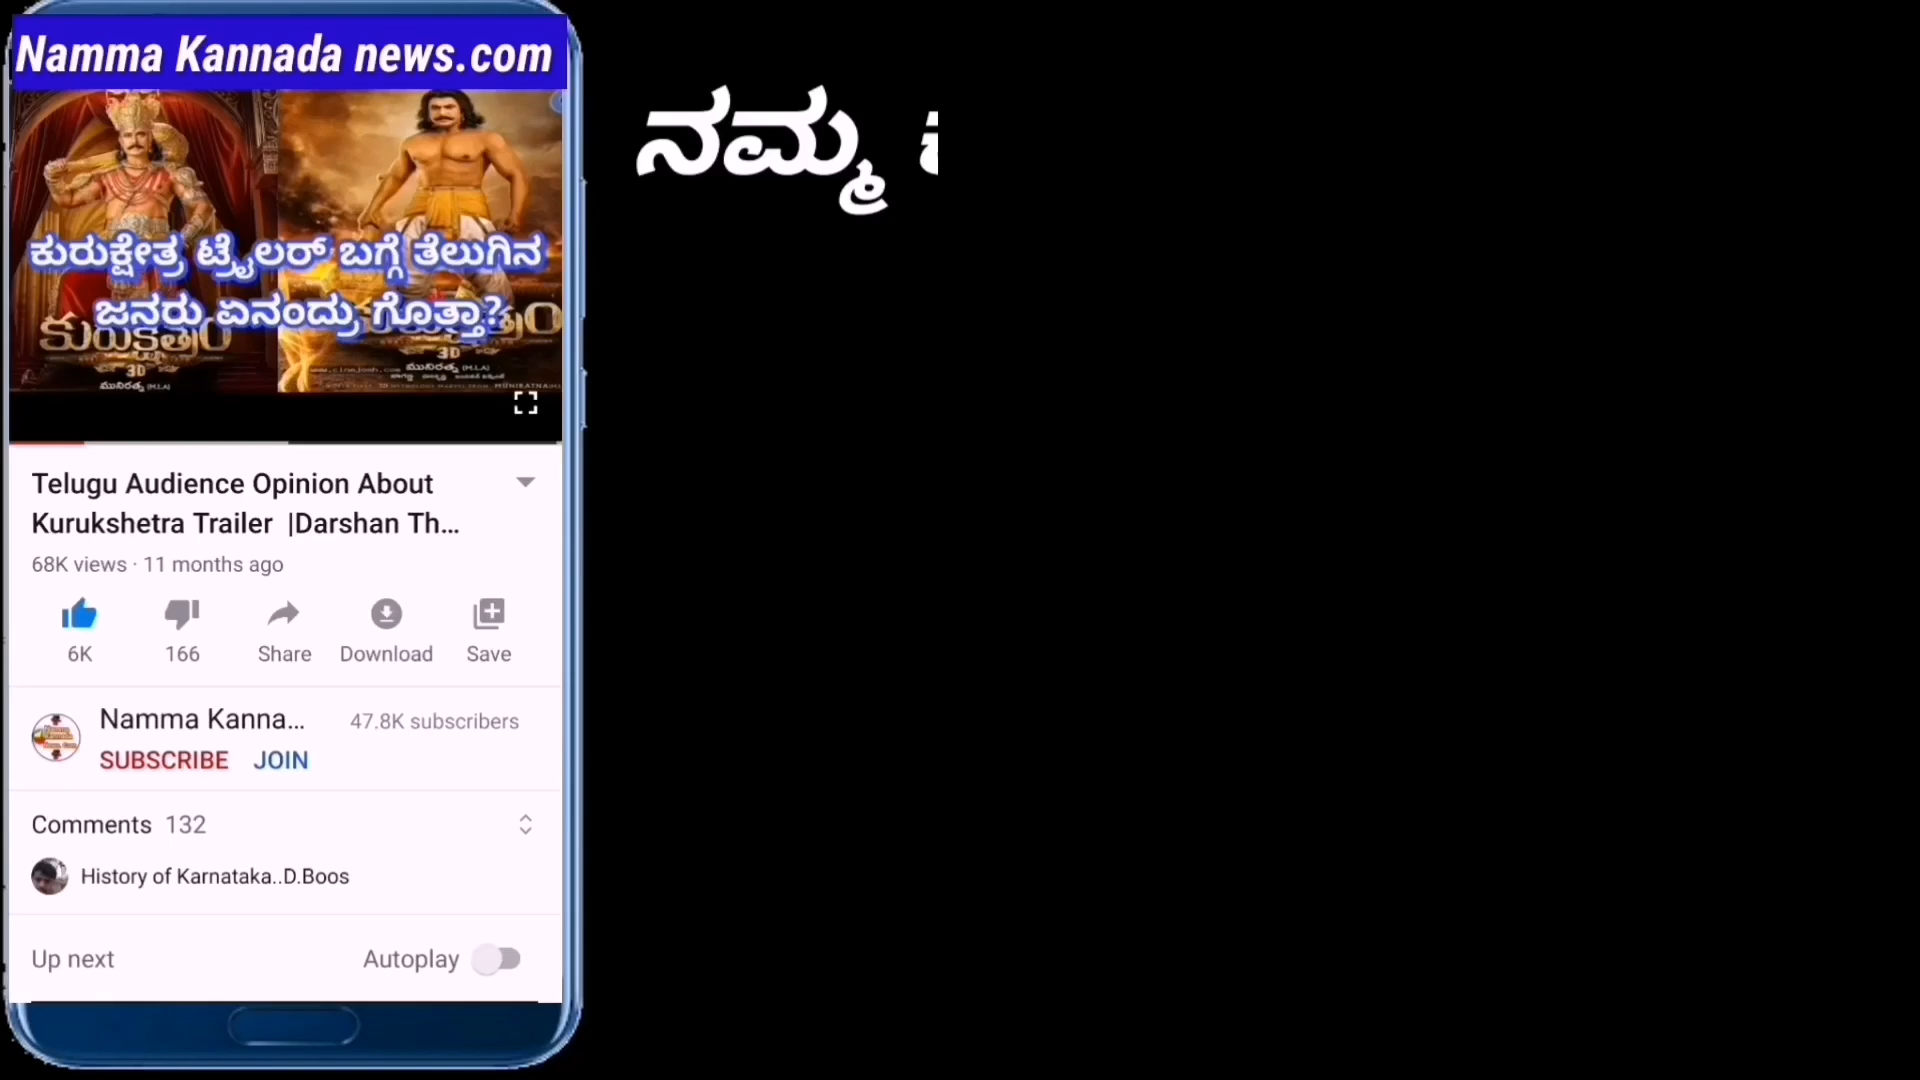 Namma Kannada news.com
ನಮ್ಮ
ಕುರುಕ್ಷೇತ್ರ ಟ್ರೈಲರ್ ಬಗ್ಗೆ ತೆಲುಗಿನ
ಜನರು ಏನಂದ್ರು ಗೊತ್ತಾ?
3D
3D
Telugu Audience Opinion About
Kurukshetra Trailer |Darshan Th...
68K views · 11 months ago
6K 166 Share Download Save
Namma Kanna... 47.8K subscribers
SUBSCRIBE JOIN
Comments 132
History of Karnataka..D.Boos
Up next Autoplay